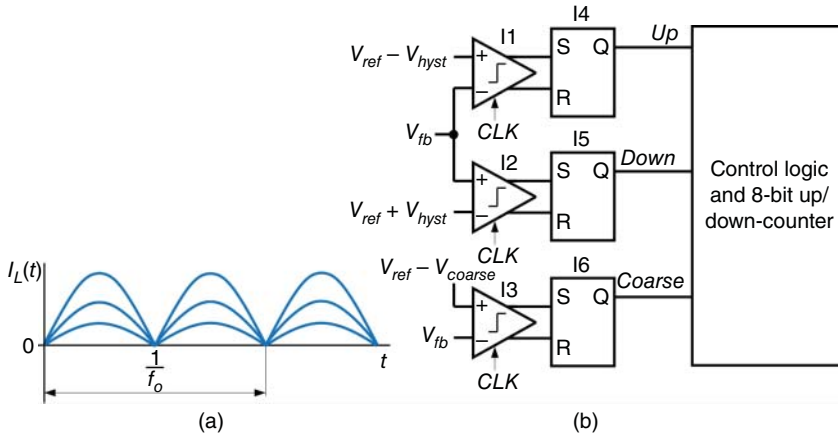 I1
I4
V_ref − V_hyst
+
−
S
Q
R
Up
CLK
V_fb
I2
I5
+
−
S
Q
R
Down
V_ref + V_hyst
CLK
Control logic
and 8-bit up/
down-counter
V_ref − V_coarse
I3
I6
+
−
S
Q
R
Coarse
V_fb
CLK
I_L(t)
0
1
f_o
t
(a)
(b)